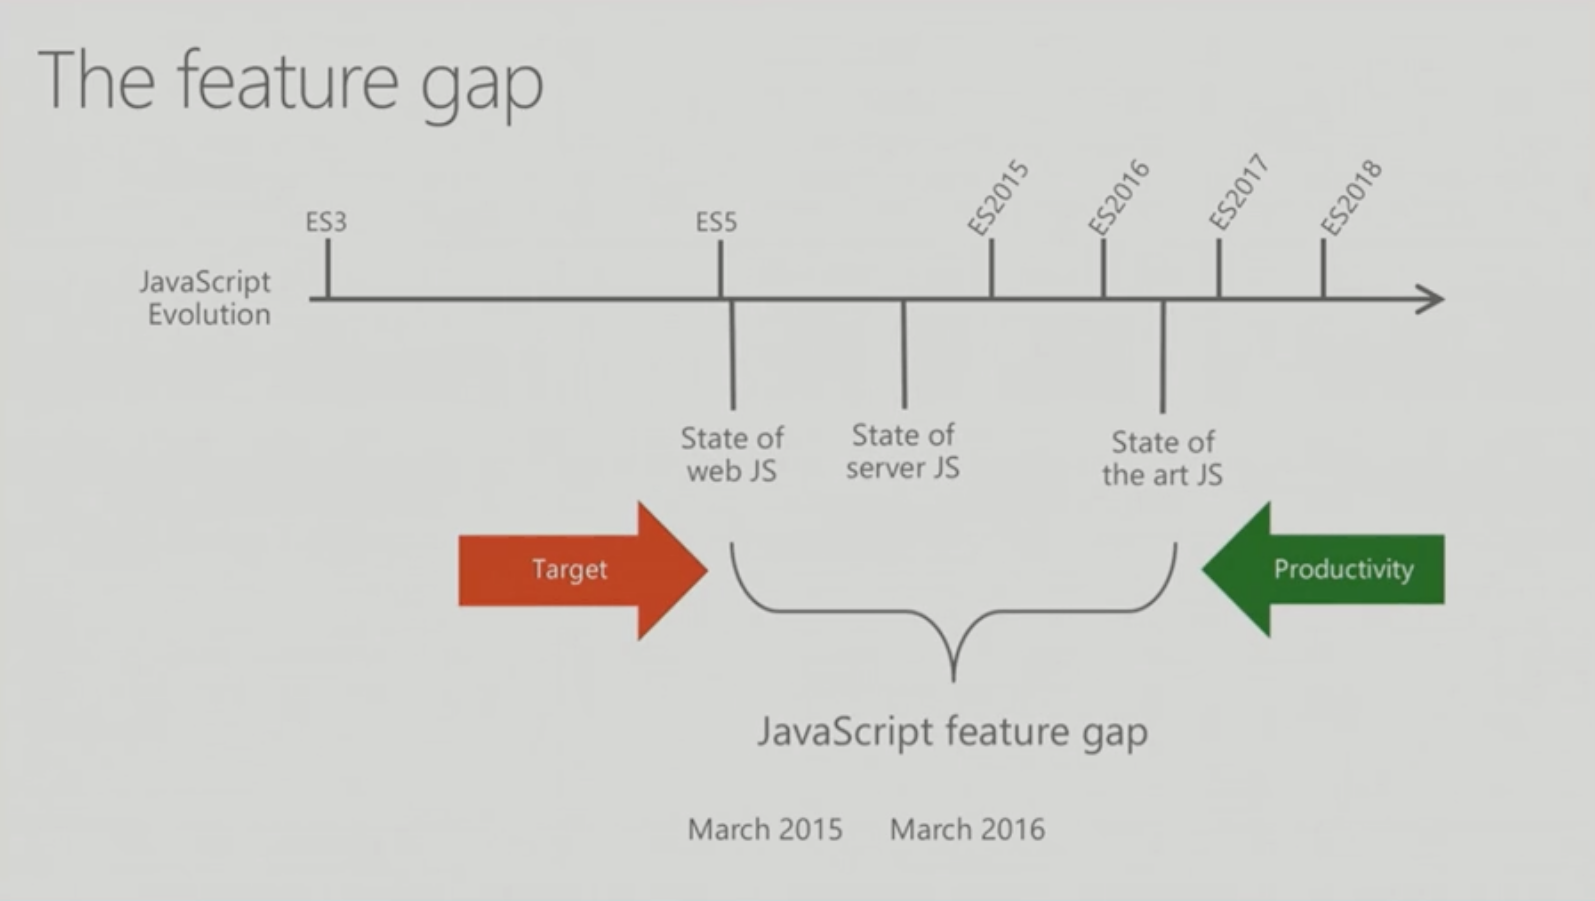 The feature gap
ES3
ES5
ES2015
ES2016
ES2017
ES2018
JavaScript
Evolution
State of
web JS
State of
server JS
State of
the art JS
Target
Productivity
JavaScript feature gap
March 2015
March 2016